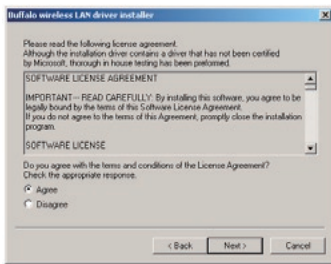 Buffalo wireless LAN driver installer
Please read the following license agreement.
Although the installation driver contains a driver that has not been certified
by Microsoft, thorough in house testing has been preformed.
SOFTWARE LICENSE AGREEMENT
IMPORTANT-- READ CAREFULLY: By installing this software, you agree to be
legally bound by the terms of this Software License Agreement.
If you do not agree to the terms of this Agreement, promptly close the installation
program.
SOFTWARE LICENSE
Do you agree with the terms and conditions of the License Agreement?
Check the appropriate response.
Agree
Disagree
< Back
Next >
Cancel